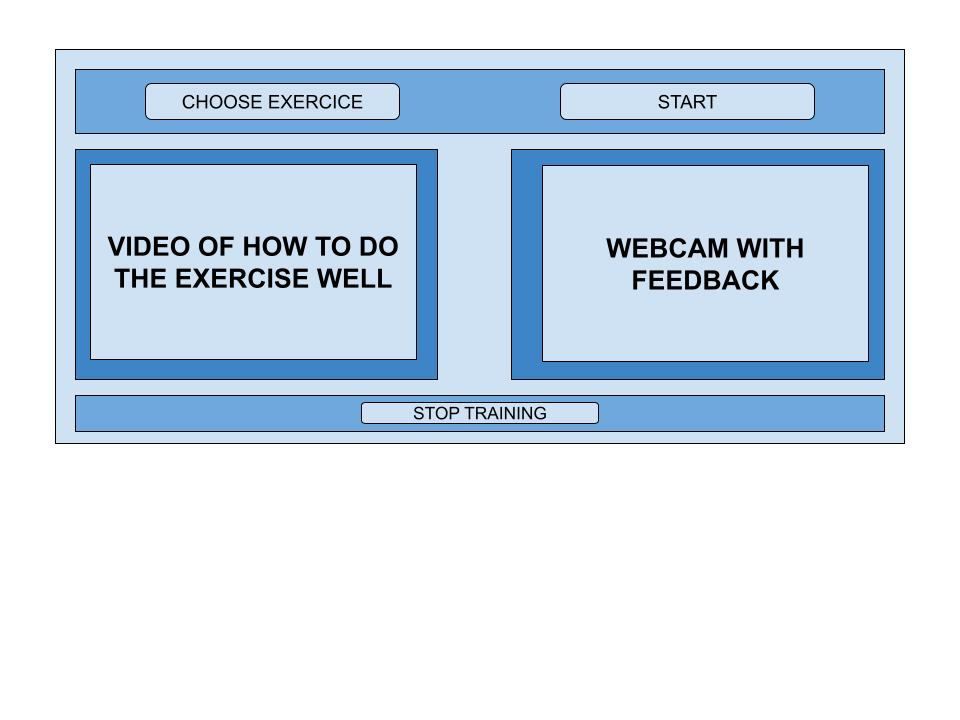 CHOOSE EXERCICE
START
VIDEO OF HOW TO DO
THE EXERCISE WELL
WEBCAM WITH
FEEDBACK
STOP TRAINING